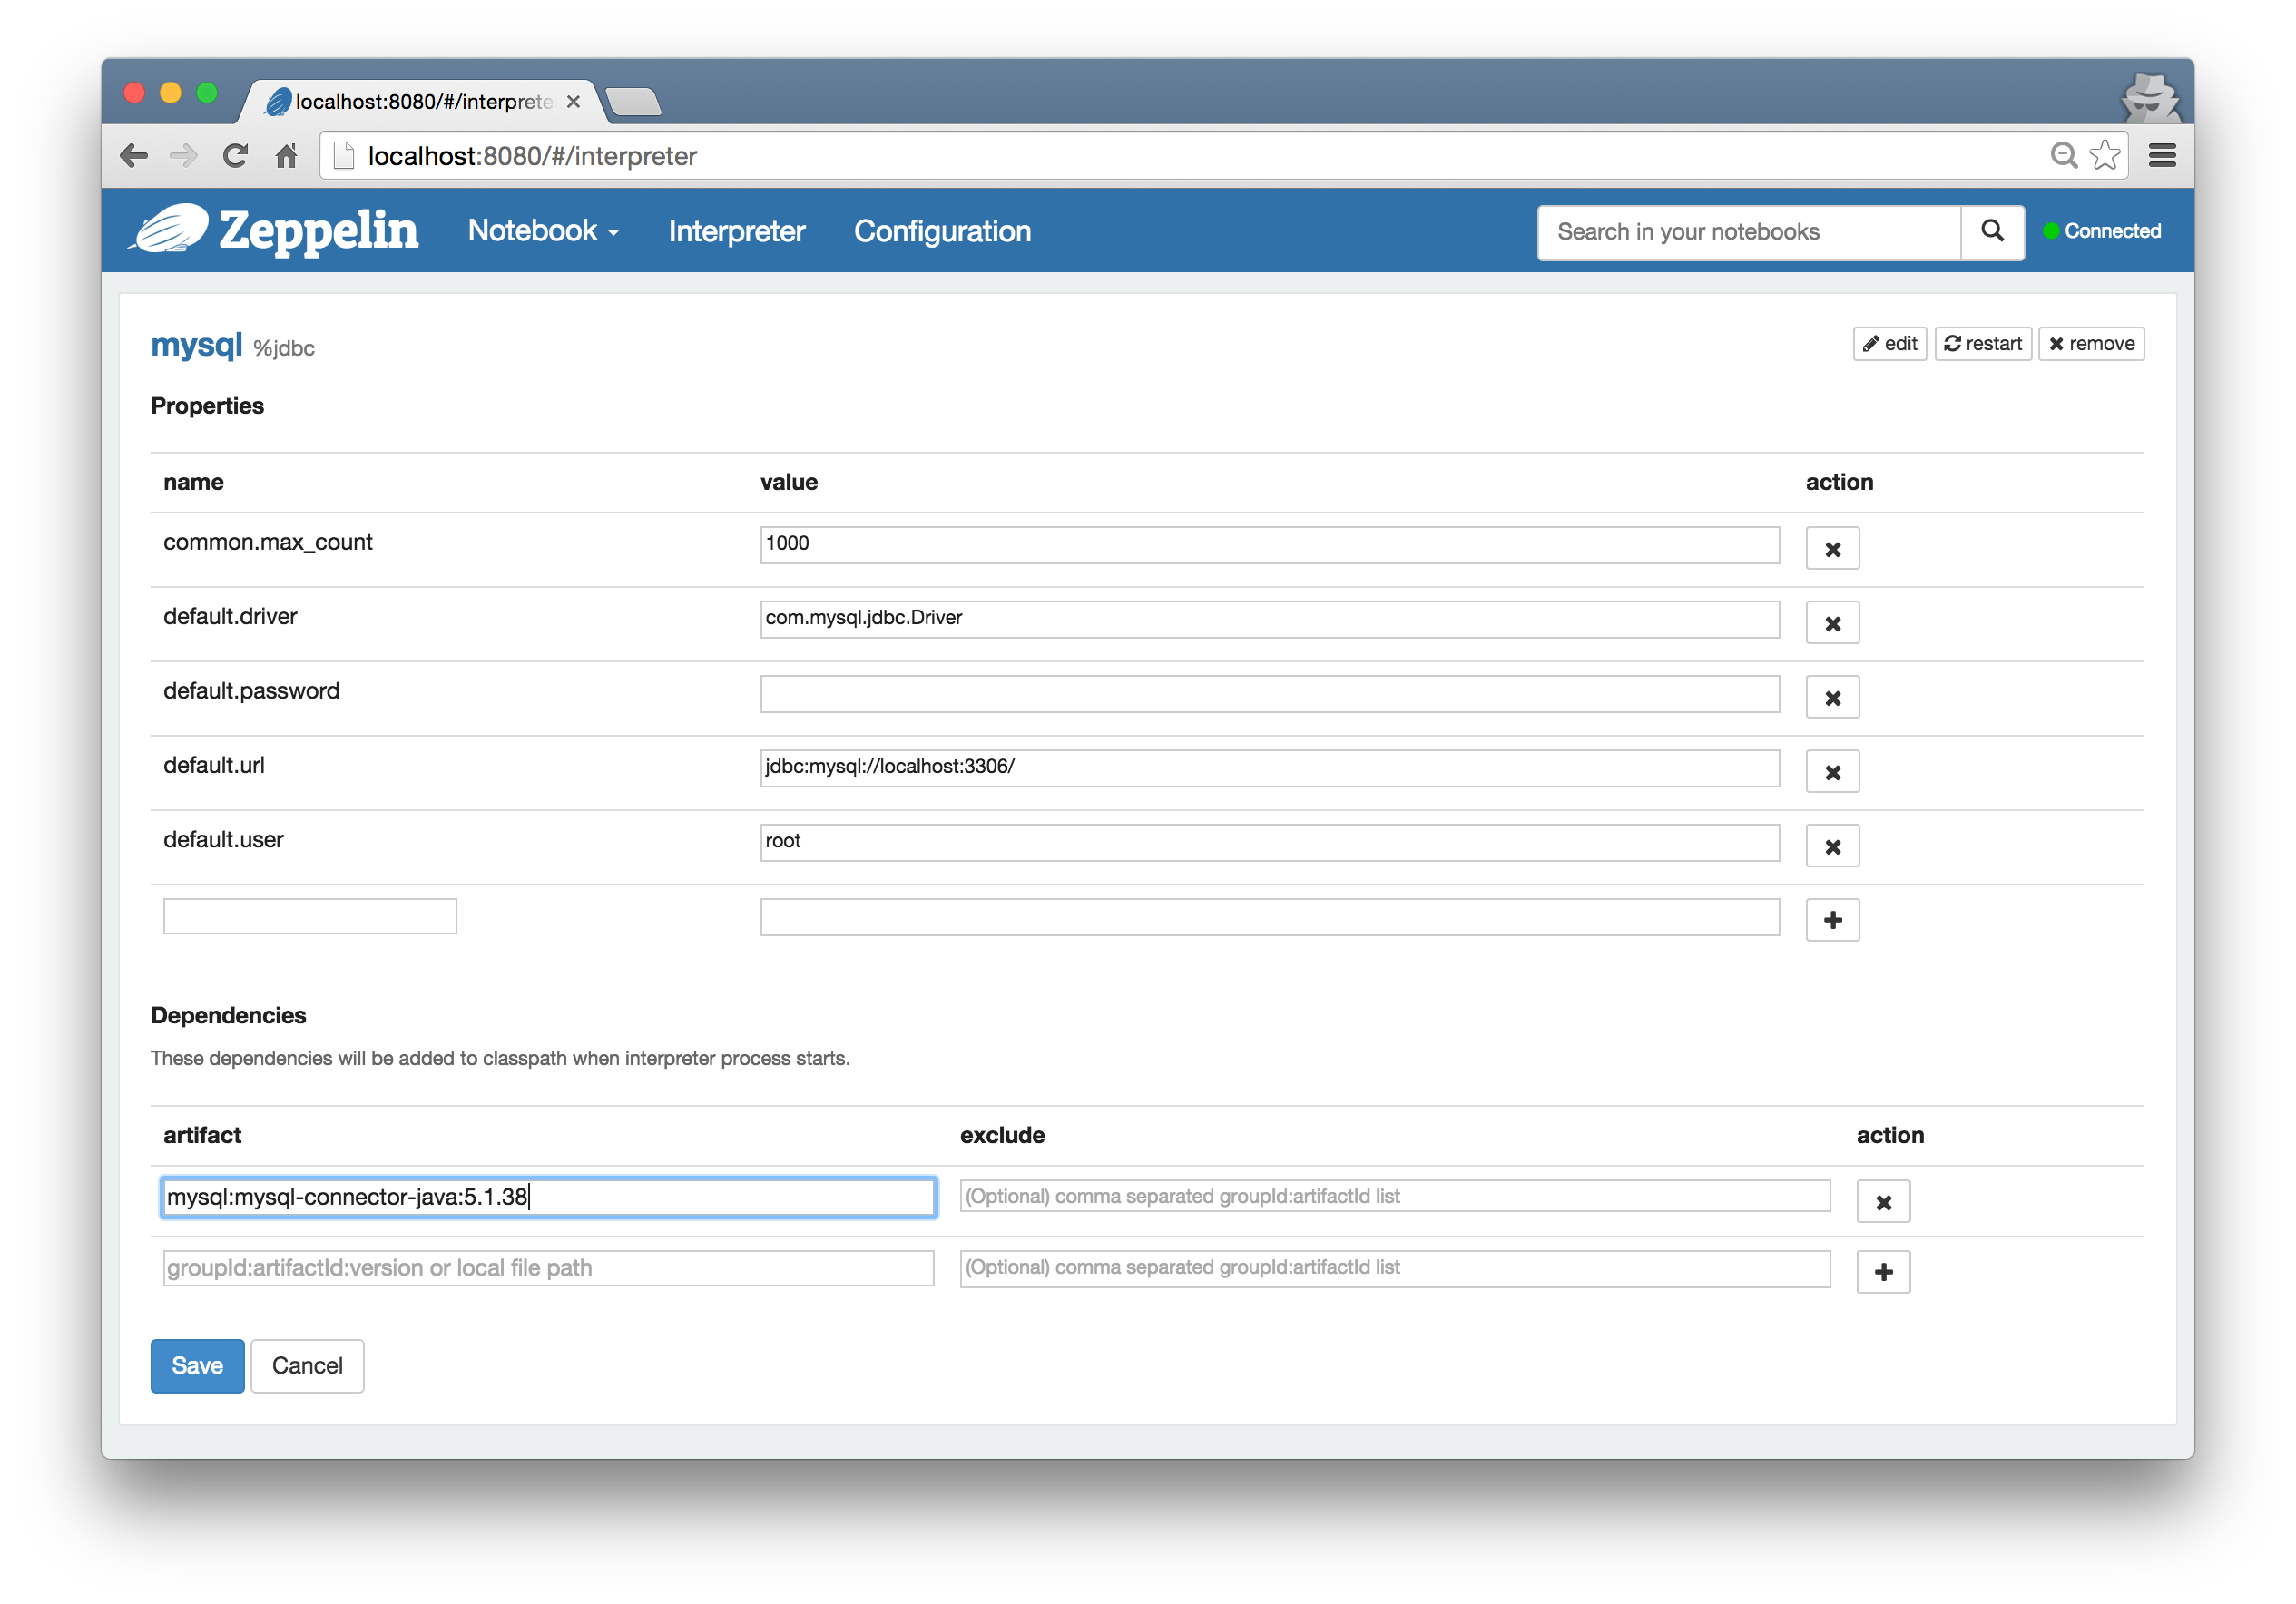 localhost:8080/#/interprete
localhost:8080/#/interpreter
Zeppelin Notebook Interpreter Configuration Search in your notebooks Connected
mysql %jdbc edit restart remove
Properties
name value action
common.max_count 1000
default.driver com.mysql.jdbc.Driver
default.password
default.url jdbc:mysql://localhost:3306/
default.user root
Dependencies
These dependencies will be added to classpath when interpreter process starts.
artifact exclude action
mysql:mysql-connector-java:5.1.38 (Optional) comma separated groupId:artifactId list
groupId:artifactId:version or local file path (Optional) comma separated groupId:artifactId list
Save Cancel